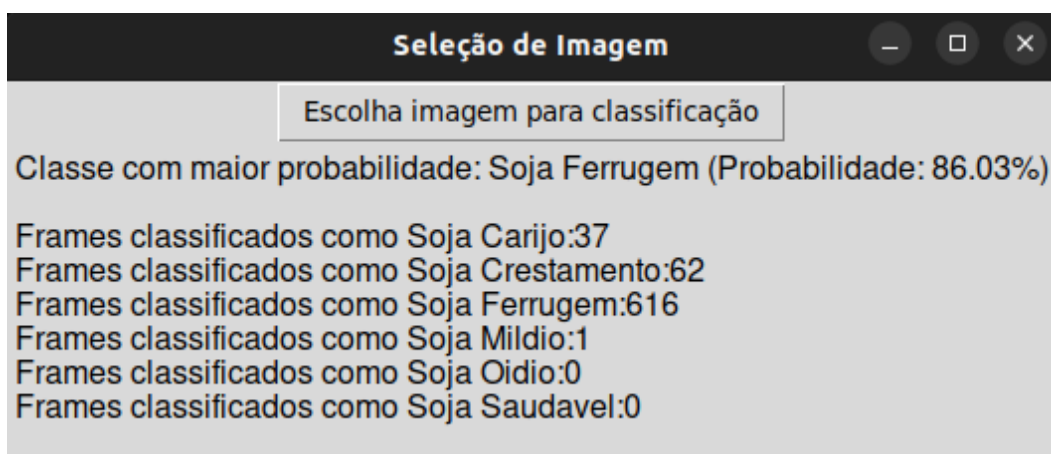 Seleção de Imagem
Escolha imagem para classificação
Classe com maior probabilidade: Soja Ferrugem (Probabilidade: 86.03%)
Frames classificados como Soja Carijo:37
Frames classificados como Soja Crestamento:62
Frames classificados como Soja Ferrugem:616
Frames classificados como Soja Mildio:1
Frames classificados como Soja Oidio:0
Frames classificados como Soja Saudavel:0